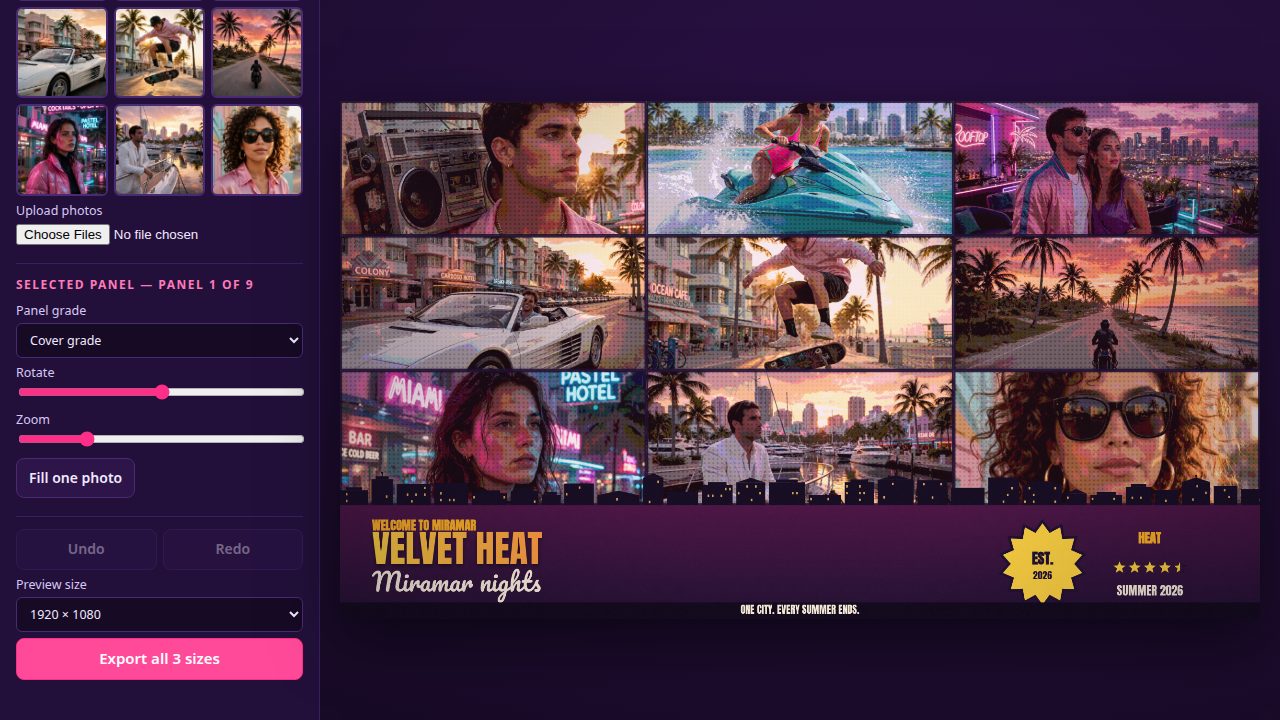 COCKTAILS
MIAMI
PASTEL
HOTEL
Upload photos
Choose Files No file chosen
SELECTED PANEL — PANEL 1 OF 9
Panel grade
Cover grade
Rotate
Zoom
Fill one photo
Undo Redo
Preview size
1920 × 1080
Export all 3 sizes
ROOFTOP
COLONY
CARDOZO HOTEL
OCEAN CAFE
MIAMI
PASTEL
HOTEL
BAR
ICE COLD BEER
WELCOME TO MIRAMAR
VELVET HEAT
Miramar nights
EST.
2026
HEAT
SUMMER 2026
ONE CITY. EVERY SUMMER ENDS.